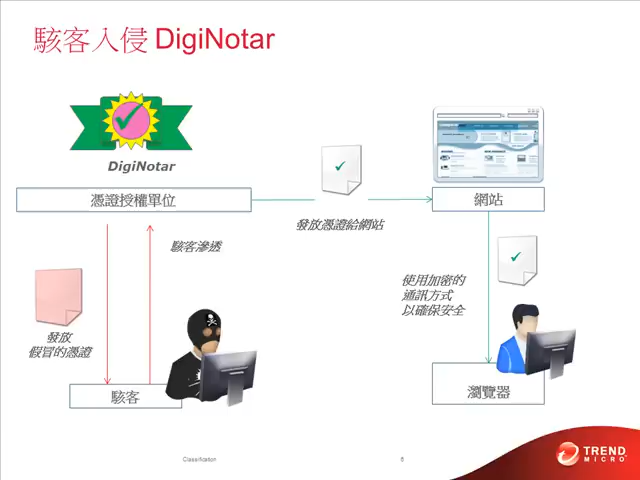 駭客入侵 DigiNotar
DigiNotar
憑證授權單位
網站
發放憑證給網站
駭客滲透
使用加密的
通訊方式
以確保安全
發放
假冒的憑證
駭客
瀏覽器
Classification
8
TREND
MICRO